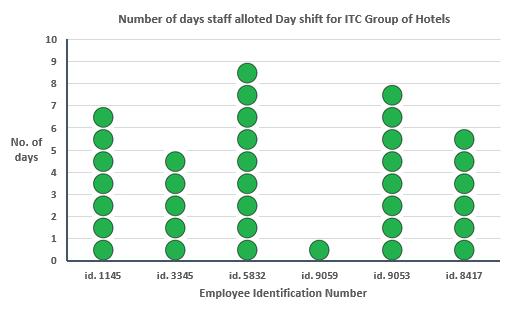 Number of days staff alloted Day shift for ITC Group of Hotels
10
9
8
7
6
5
4
3
2
1
0
No. of
days
id. 1145 id. 3345 id. 5832 id. 9059 id. 9053 id. 8417
Employee Identification Number